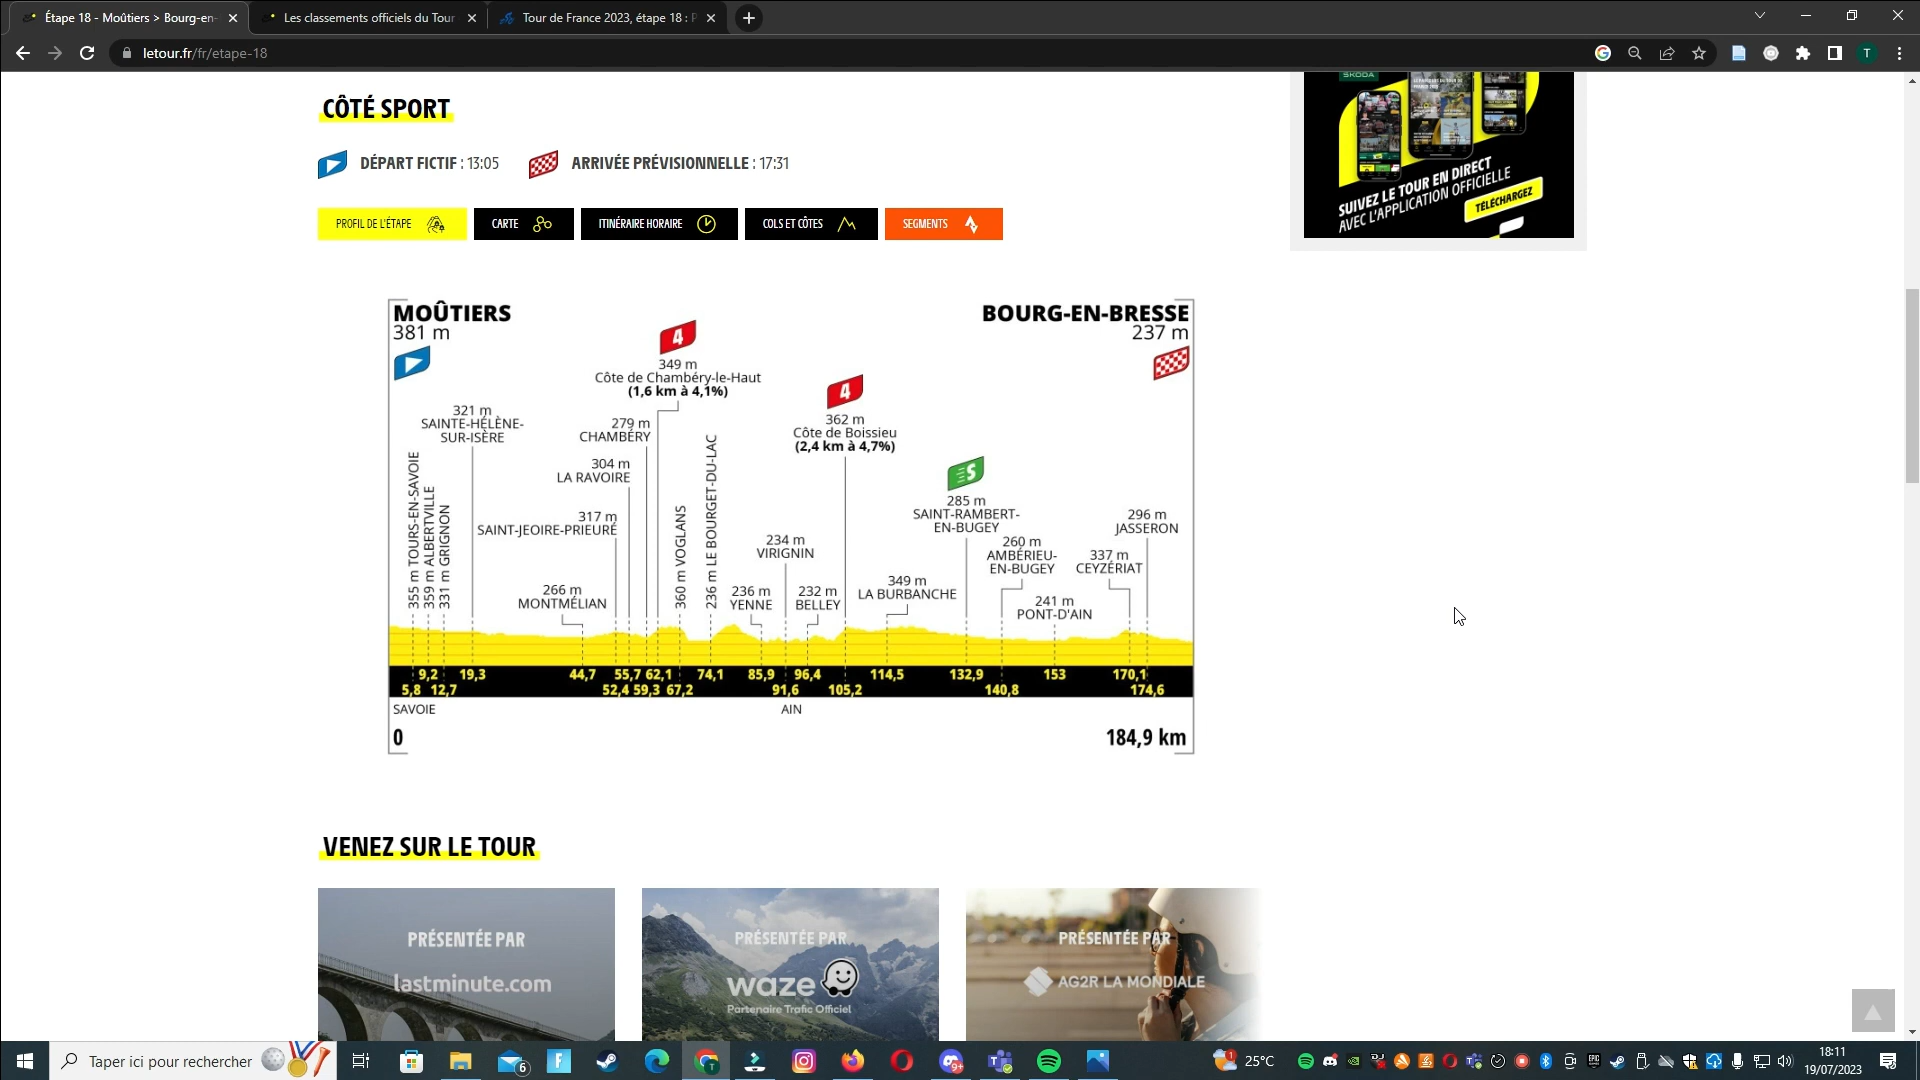 Étape 18 - Moûtiers > Bourg-en-
Les classements officiels du Tour
Tour de France 2023, étape 18 : P
letour.fr/fr/etape-18
T
ŠKODA
SUIVEZ LE TOUR EN DIRECT
AVEC L'APPLICATION OFFICIELLE
TÉLÉCHARGEZ
CÔTÉ SPORT
DÉPART FICTIF : 13:05
ARRIVÉE PRÉVISIONNELLE : 17:31
PROFIL DE L'ÉTAPE
CARTE
ITINÉRAIRE HORAIRE
COLS ET CÔTES
SEGMENTS
MOÛTIERS
381 m
BOURG-EN-BRESSE
237 m
4
349 m
Côte de Chambéry-le-Haut
(1,6 km à 4,1%)
4
362 m
Côte de Boissieu
(2,4 km à 4,7%)
321 m
SAINTE-HÉLÈNE-
SUR-ISÈRE
279 m
CHAMBÉRY
304 m
LA RAVOIRE
317 m
SAINT-JEOIRE-PRIEURÉ
266 m
MONTMÉLIAN
355 m TOURS-EN-SAVOIE
359 m ALBERTVILLE
331 m GRIGNON
360 m VOGLANS
236 m LE BOURGET-DU-LAC
236 m
YENNE
234 m
VIRIGNIN
232 m
BELLEY
349 m
LA BURBANCHE
S
285 m
SAINT-RAMBERT-
EN-BUGEY
260 m
AMBÉRIEU-
EN-BUGEY
241 m
PONT-D'AIN
337 m
CEYZÉRIAT
296 m
JASSERON
9,2 19,3 44,7 55,7 62,1 74,1 85,9 96,4 114,5 132,9 153 170,1
5,8 12,7 52,4 59,3 67,2 91,6 105,2 140,8 174,6
SAVOIE
AIN
0
184,9 km
VENEZ SUR LE TOUR
PRÉSENTÉE PAR
lastminute.com
PRÉSENTÉE PAR
waze
Partenaire Trafic Officiel
PRÉSENTÉE PAR
AG2R LA MONDIALE
Taper ici pour rechercher
6
9+
1
25°C
18:11
19/07/2023